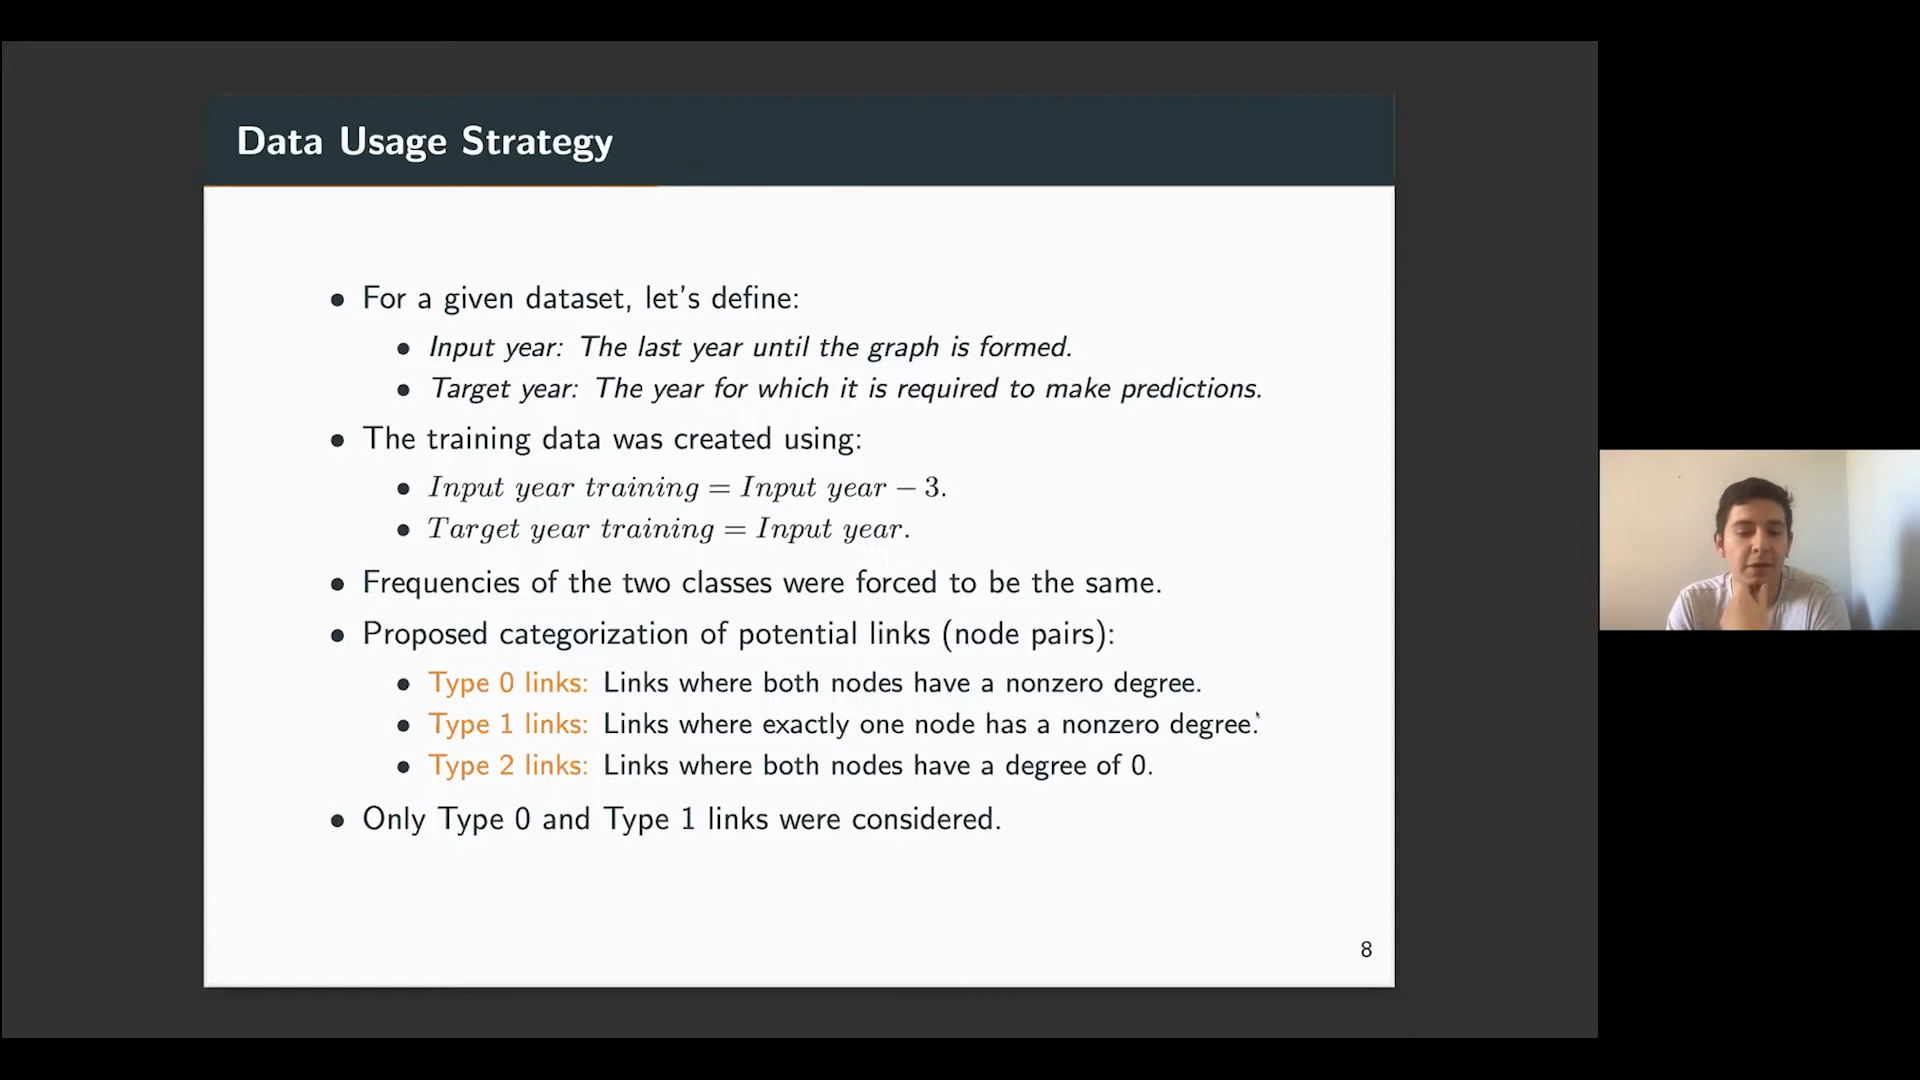 Data Usage Strategy
• For a given dataset, let's define:
• Input year: The last year until the graph is formed.
• Target year: The year for which it is required to make predictions.
• The training data was created using:
• Input year training = Input year − 3.
• Target year training = Input year.
• Frequencies of the two classes were forced to be the same.
• Proposed categorization of potential links (node pairs):
• Type 0 links: Links where both nodes have a nonzero degree.
• Type 1 links: Links where exactly one node has a nonzero degree.
• Type 2 links: Links where both nodes have a degree of 0.
• Only Type 0 and Type 1 links were considered.
8